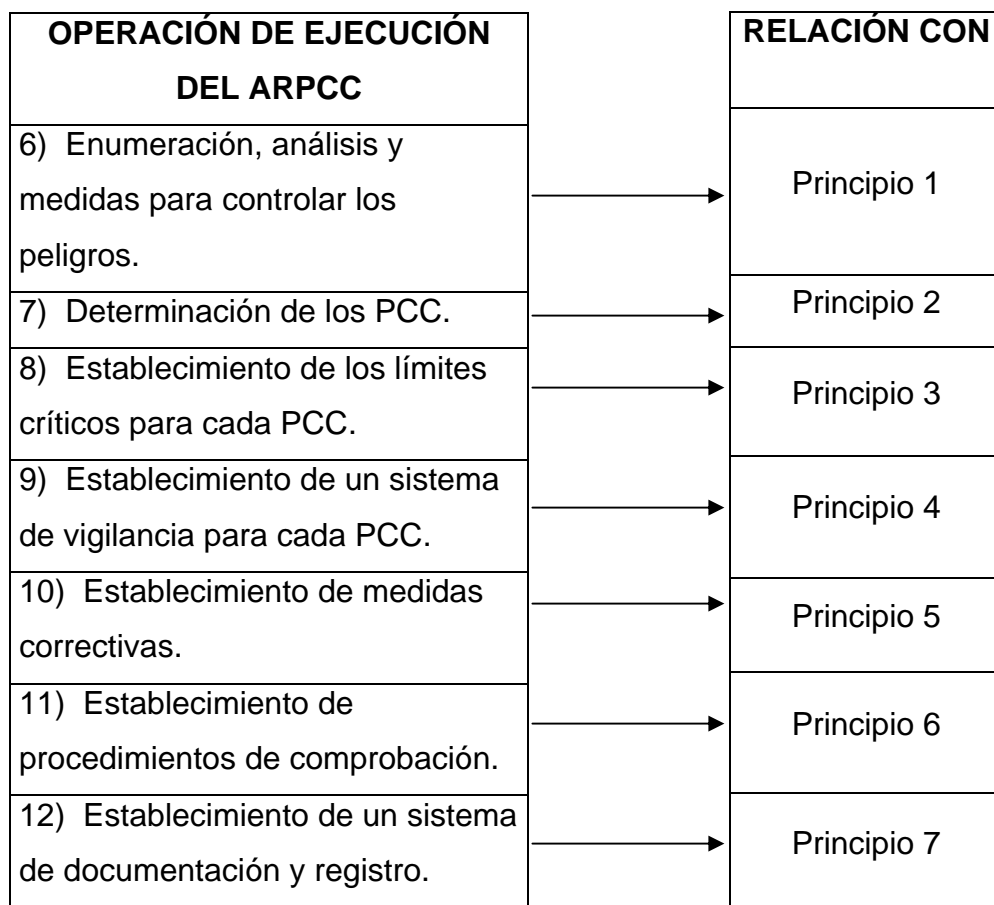 OPERACIÓN DE EJECUCIÓN
DEL ARPCC
RELACIÓN CON
6) Enumeración, análisis y
medidas para controlar los
peligros.
Principio 1
7) Determinación de los PCC.
Principio 2
8) Establecimiento de los límites
críticos para cada PCC.
Principio 3
9) Establecimiento de un sistema
de vigilancia para cada PCC.
Principio 4
10) Establecimiento de medidas
correctivas.
Principio 5
11) Establecimiento de
procedimientos de comprobación.
Principio 6
12) Establecimiento de un sistema
de documentación y registro.
Principio 7